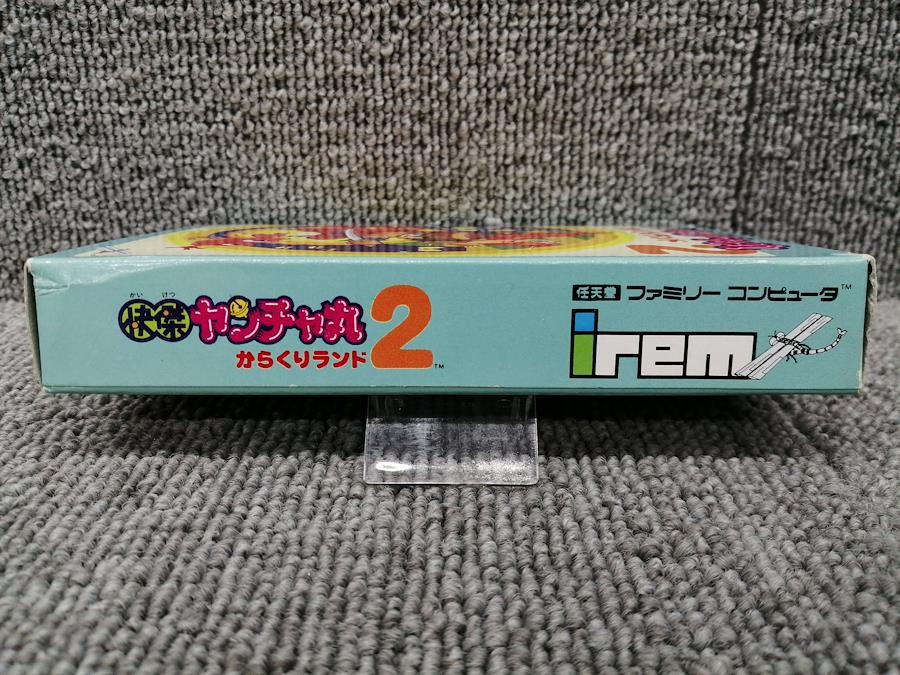 かい けつ
快傑 ヤンチャ丸2™
からくりランド
任天堂 ファミリー コンピュータ™
irem